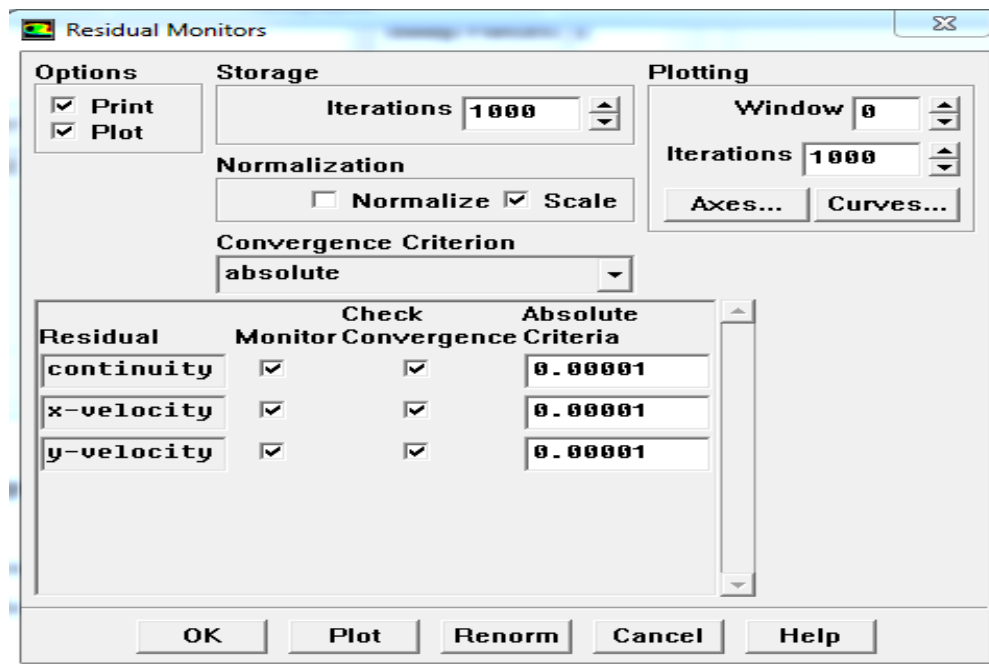 Residual Monitors
Options
Print
Plot
Storage
Iterations 1000
Normalization
Normalize Scale
Convergence Criterion
absolute
Plotting
Window 0
Iterations 1000
Axes... Curves...
Check Absolute
Residual Monitor Convergence Criteria
continuity 0.00001
x-velocity 0.00001
y-velocity 0.00001
OK Plot Renorm Cancel Help